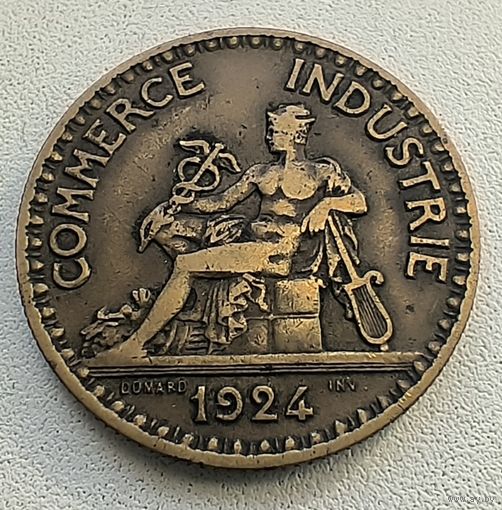 COMMERCE INDUSTRIE
DOMARD INV
1924